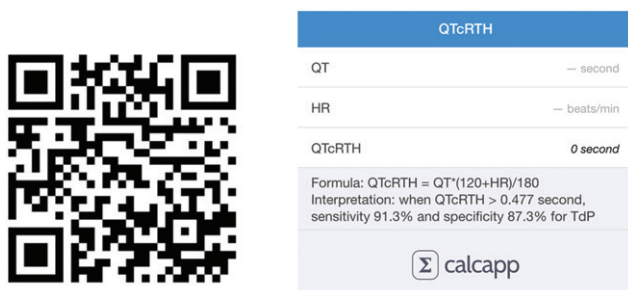 QTcRTH
QT — second
HR — beats/min
QTcRTH 0 second
Formula: QTcRTH = QT*(120+HR)/180
Interpretation: when QTcRTH > 0.477 second,
sensitivity 91.3% and specificity 87.3% for TdP
Σ calcapp